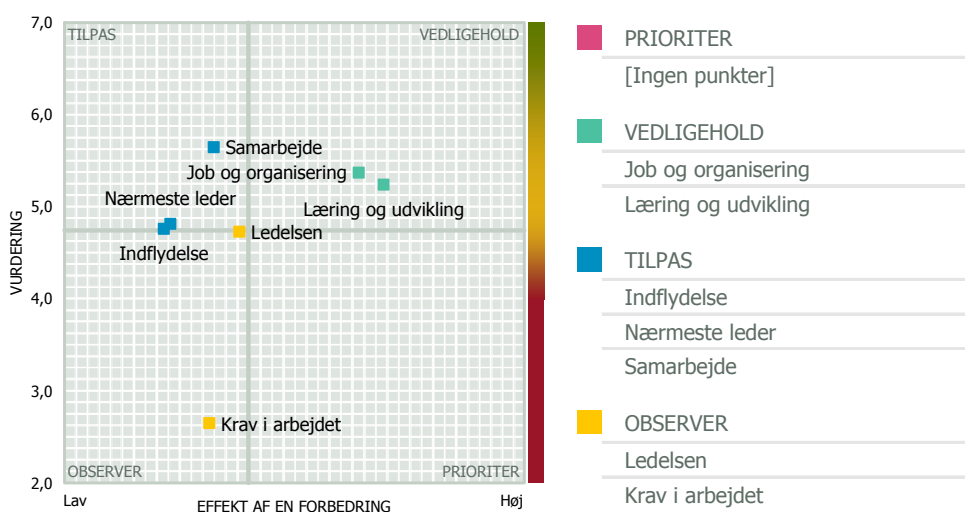 7,0
6,0
5,0
4,0
3,0
2,0
VURDERING
TILPAS
VEDLIGEHOLD
Samarbejde
Job og organisering
Nærmeste leder
Læring og udvikling
Ledelsen
Indflydelse
Krav i arbejdet
OBSERVER
PRIORITER
Lav
EFFEKT AF EN FORBEDRING
Høj
PRIORITER
[Ingen punkter]
VEDLIGEHOLD
Job og organisering
Læring og udvikling
TILPAS
Indflydelse
Nærmeste leder
Samarbejde
OBSERVER
Ledelsen
Krav i arbejdet